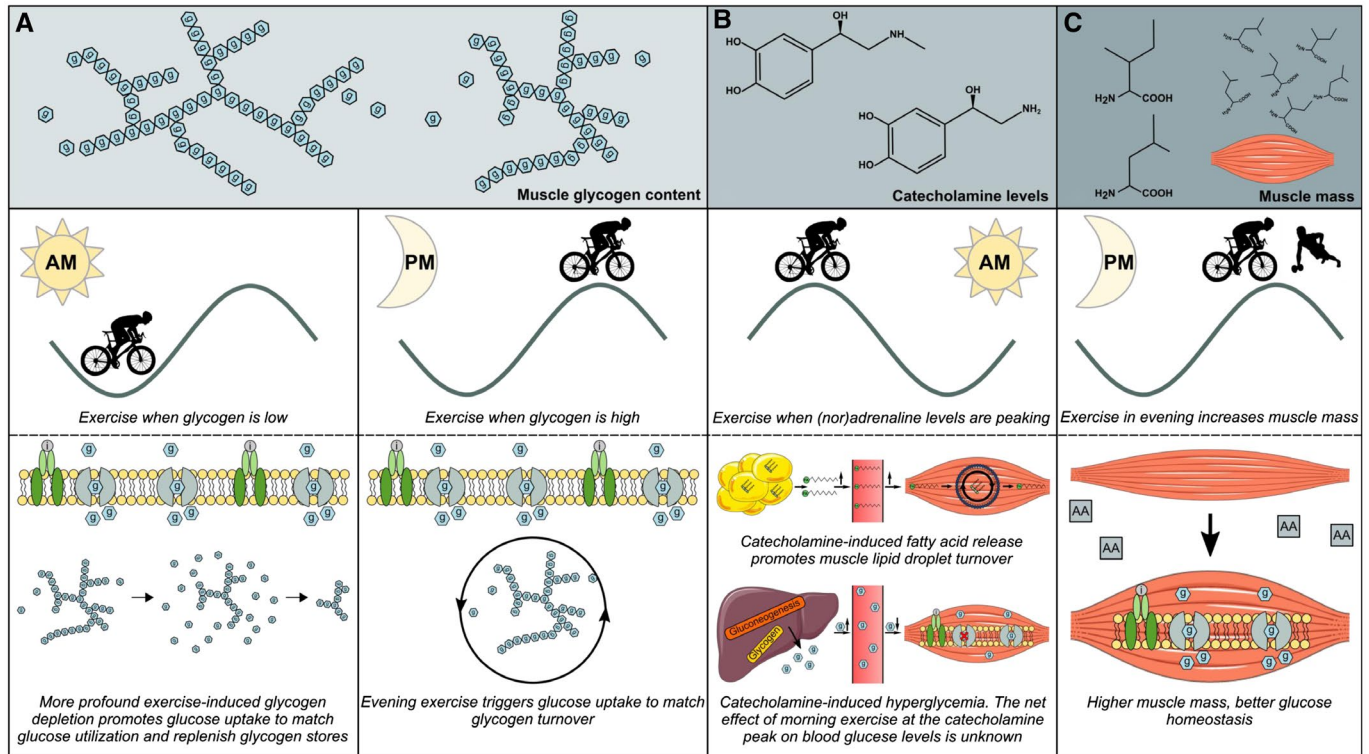 A
Muscle glycogen content
B
OH
HO
NH
HO
OH
HO
NH₂
HO
Catecholamine levels
C
H₂N
COOH
H₂N
COOH
Muscle mass
AM
Exercise when glycogen is low
PM
Exercise when glycogen is high
AM
Exercise when (nor)adrenaline levels are peaking
PM
Exercise in evening increases muscle mass
More profound exercise-induced glycogen
depletion promotes glucose uptake to match
glucose utilization and replenish glycogen stores
Evening exercise triggers glucose uptake to match
glycogen turnover
Catecholamine-induced fatty acid release
promotes muscle lipid droplet turnover
Gluconeogenesis
Glycogen
Catecholamine-induced hyperglycemia. The net
effect of morning exercise at the catecholamine
peak on blood glucese levels is unknown
AA
AA
AA
AA
Higher muscle mass, better glucose
homeostasis